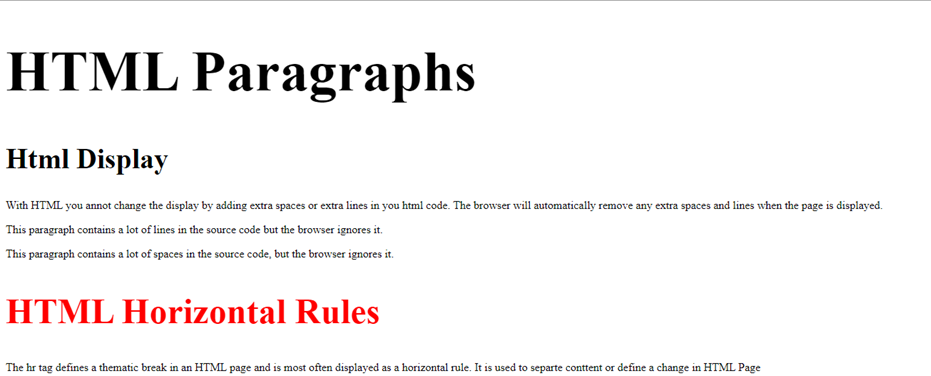 HTML Paragraphs
Html Display
With HTML you annot change the display by adding extra spaces or extra lines in you html code. The browser will automatically remove any extra spaces and lines when the page is displayed.
This paragraph contains a lot of lines in the source code but the browser ignores it.
This paragraph contains a lot of spaces in the source code, but the browser ignores it.
HTML Horizontal Rules
The hr tag defines a thematic break in an HTML page and is most often displayed as a horizontal rule. It is used to separte conttent or define a change in HTML Page